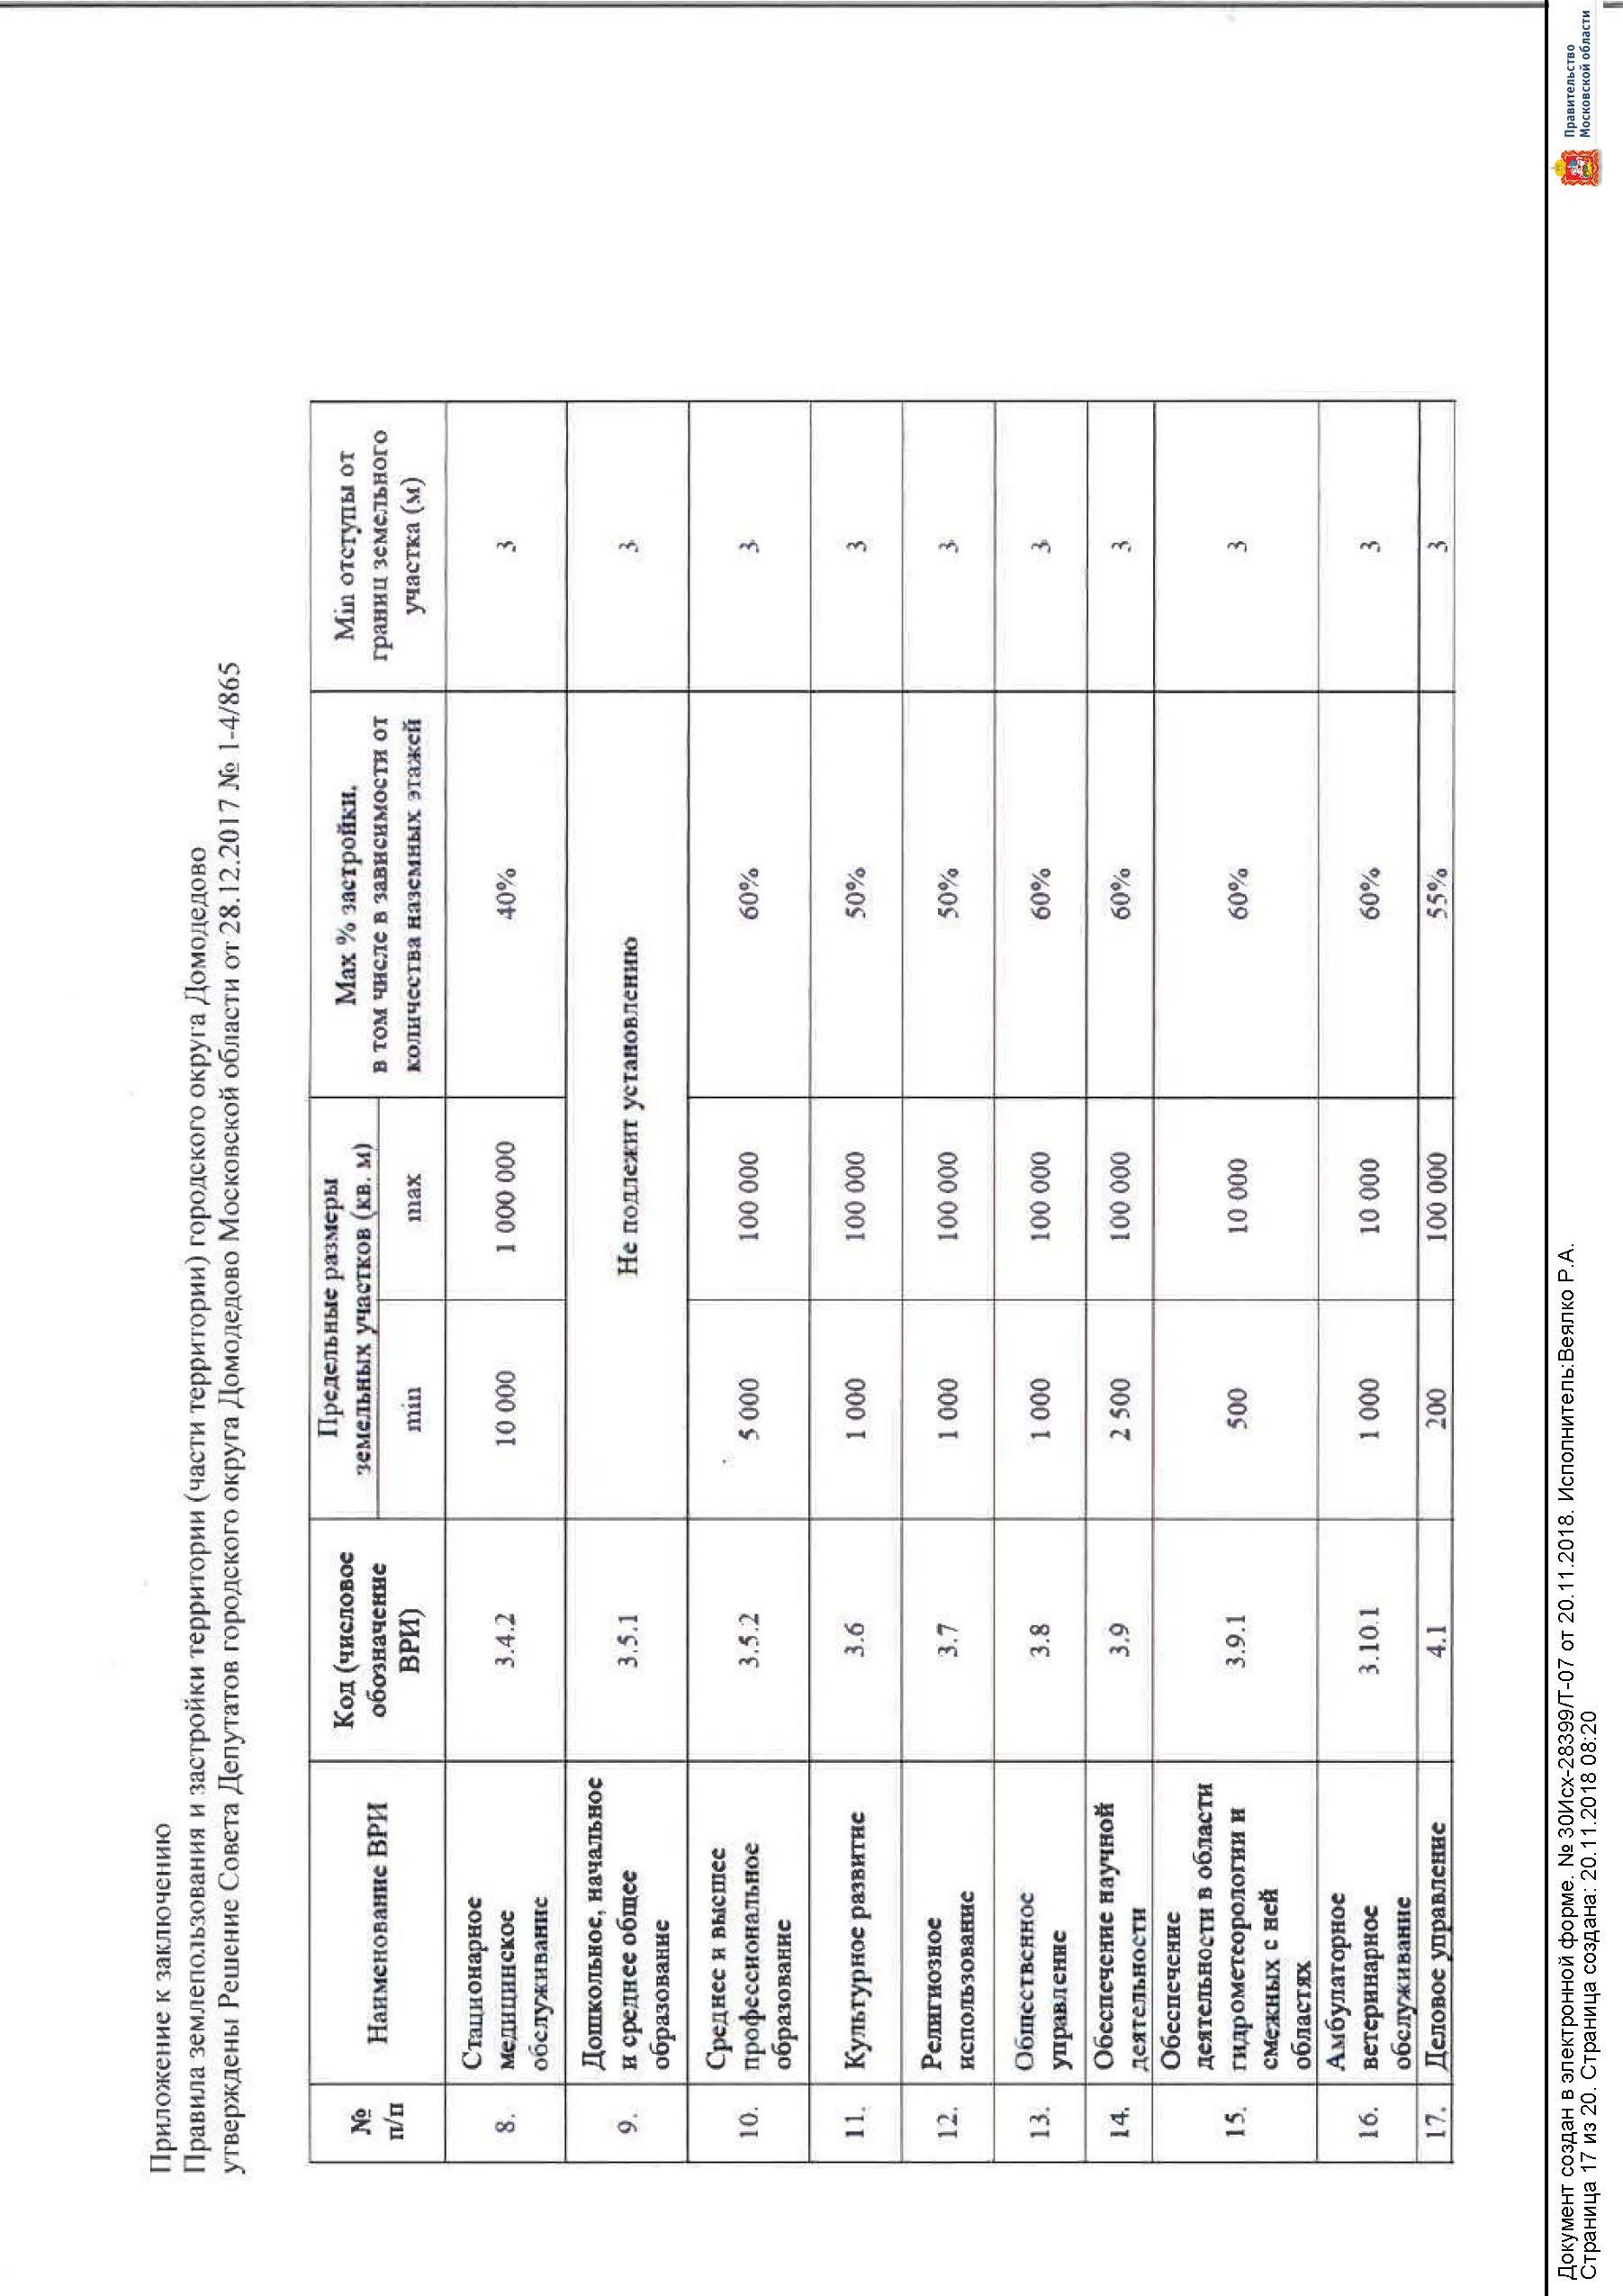 Приложение к заключению
Правила землепользования и застройки территории (части территории) городского округа Домодедово
утверждены Решение Совета Депутатов городского округа Домодедово Московской области от 28.12.2017 № 1-4/865
№
п/п
Наименование ВРИ
Код (числовое
обозначение
ВРИ)
Предельные размеры
земельных участков (кв. м)
min
max
Max % застройки,
в том числе в зависимости от
количества наземных этажей
Min отступы от
границ земельного
участка (м)
8.
Стационарное
медицинское
обслуживание
3.4.2
10 000
1 000 000
40%
3
9.
Дошкольное, начальное
и среднее общее
образование
3.5.1
Не подлежит установлению
3
10.
Среднее и высшее
профессиональное
образование
3.5.2
5 000
100 000
60%
3
11.
Культурное развитие
3.6
1 000
100 000
50%
3
12.
Религиозное
использование
3.7
1 000
100 000
50%
3
13.
Общественное
управление
3.8
1 000
100 000
60%
3
14.
Обеспечение научной
деятельности
3.9
2 500
100 000
60%
3
15.
Обеспечение
деятельности в области
гидрометеорологии и
смежных с ней
областях
3.9.1
500
10 000
60%
3
16.
Амбулаторное
ветеринарное
обслуживание
3.10.1
1 000
10 000
60%
3
17.
Деловое управление
4.1
200
100 000
55%
3
Документ создан в электронной форме. № 30Исх-28399/Т-07 от 20.11.2018. Исполнитель:Веялко Р.А.
Страница 17 из 20. Страница создана: 20.11.2018 08:20
Правительство
Московской области